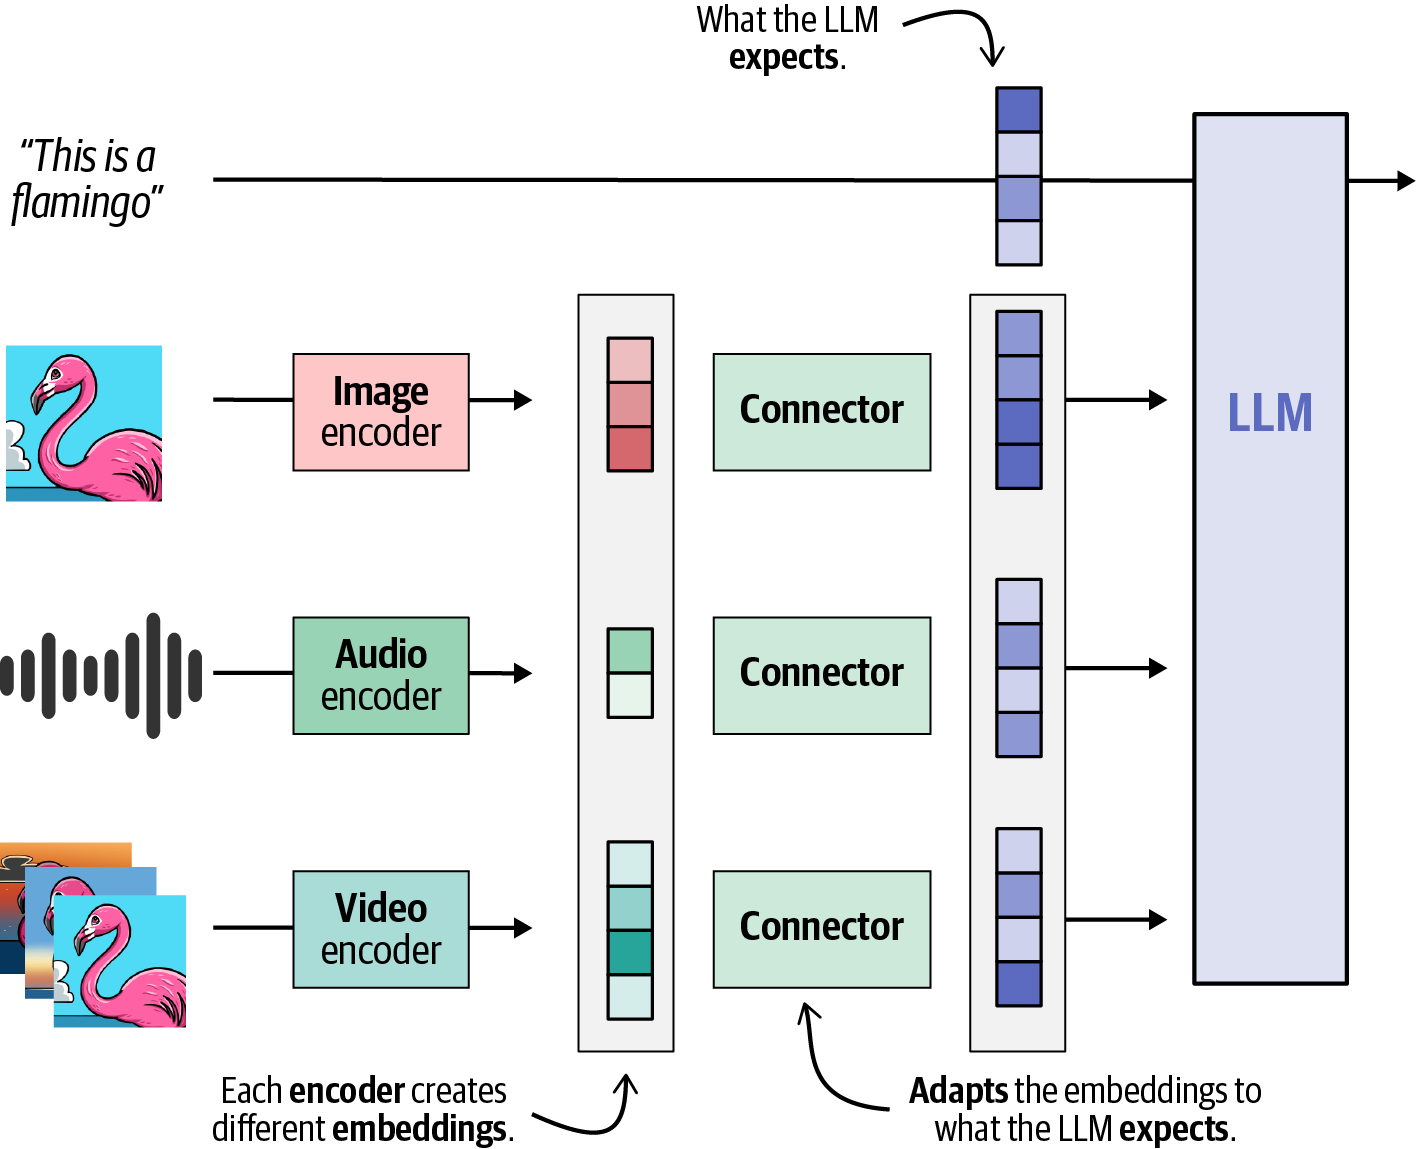 What the LLM
expects.
“This is a
flamingo”
Image
encoder
Connector
LLM
Audio
encoder
Connector
Video
encoder
Connector
Each encoder creates
different embeddings.
Adapts the embeddings to
what the LLM expects.